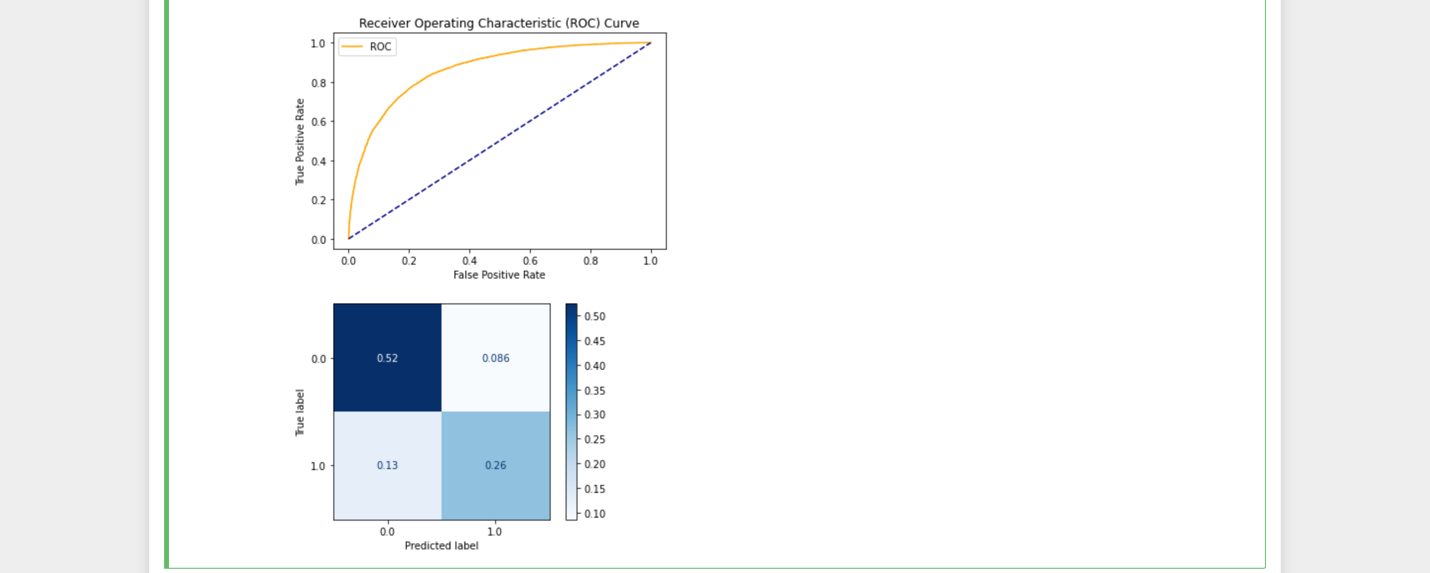 Receiver Operating Characteristic (ROC) Curve
ROC
1.0
0.8
0.6
0.4
0.2
0.0
True Positive Rate
0.0 0.2 0.4 0.6 0.8 1.0
False Positive Rate
0.52 0.086
0.13 0.26
0.0
1.0
True label
0.0 1.0
Predicted label
0.50
0.45
0.40
0.35
0.30
0.25
0.20
0.15
0.10